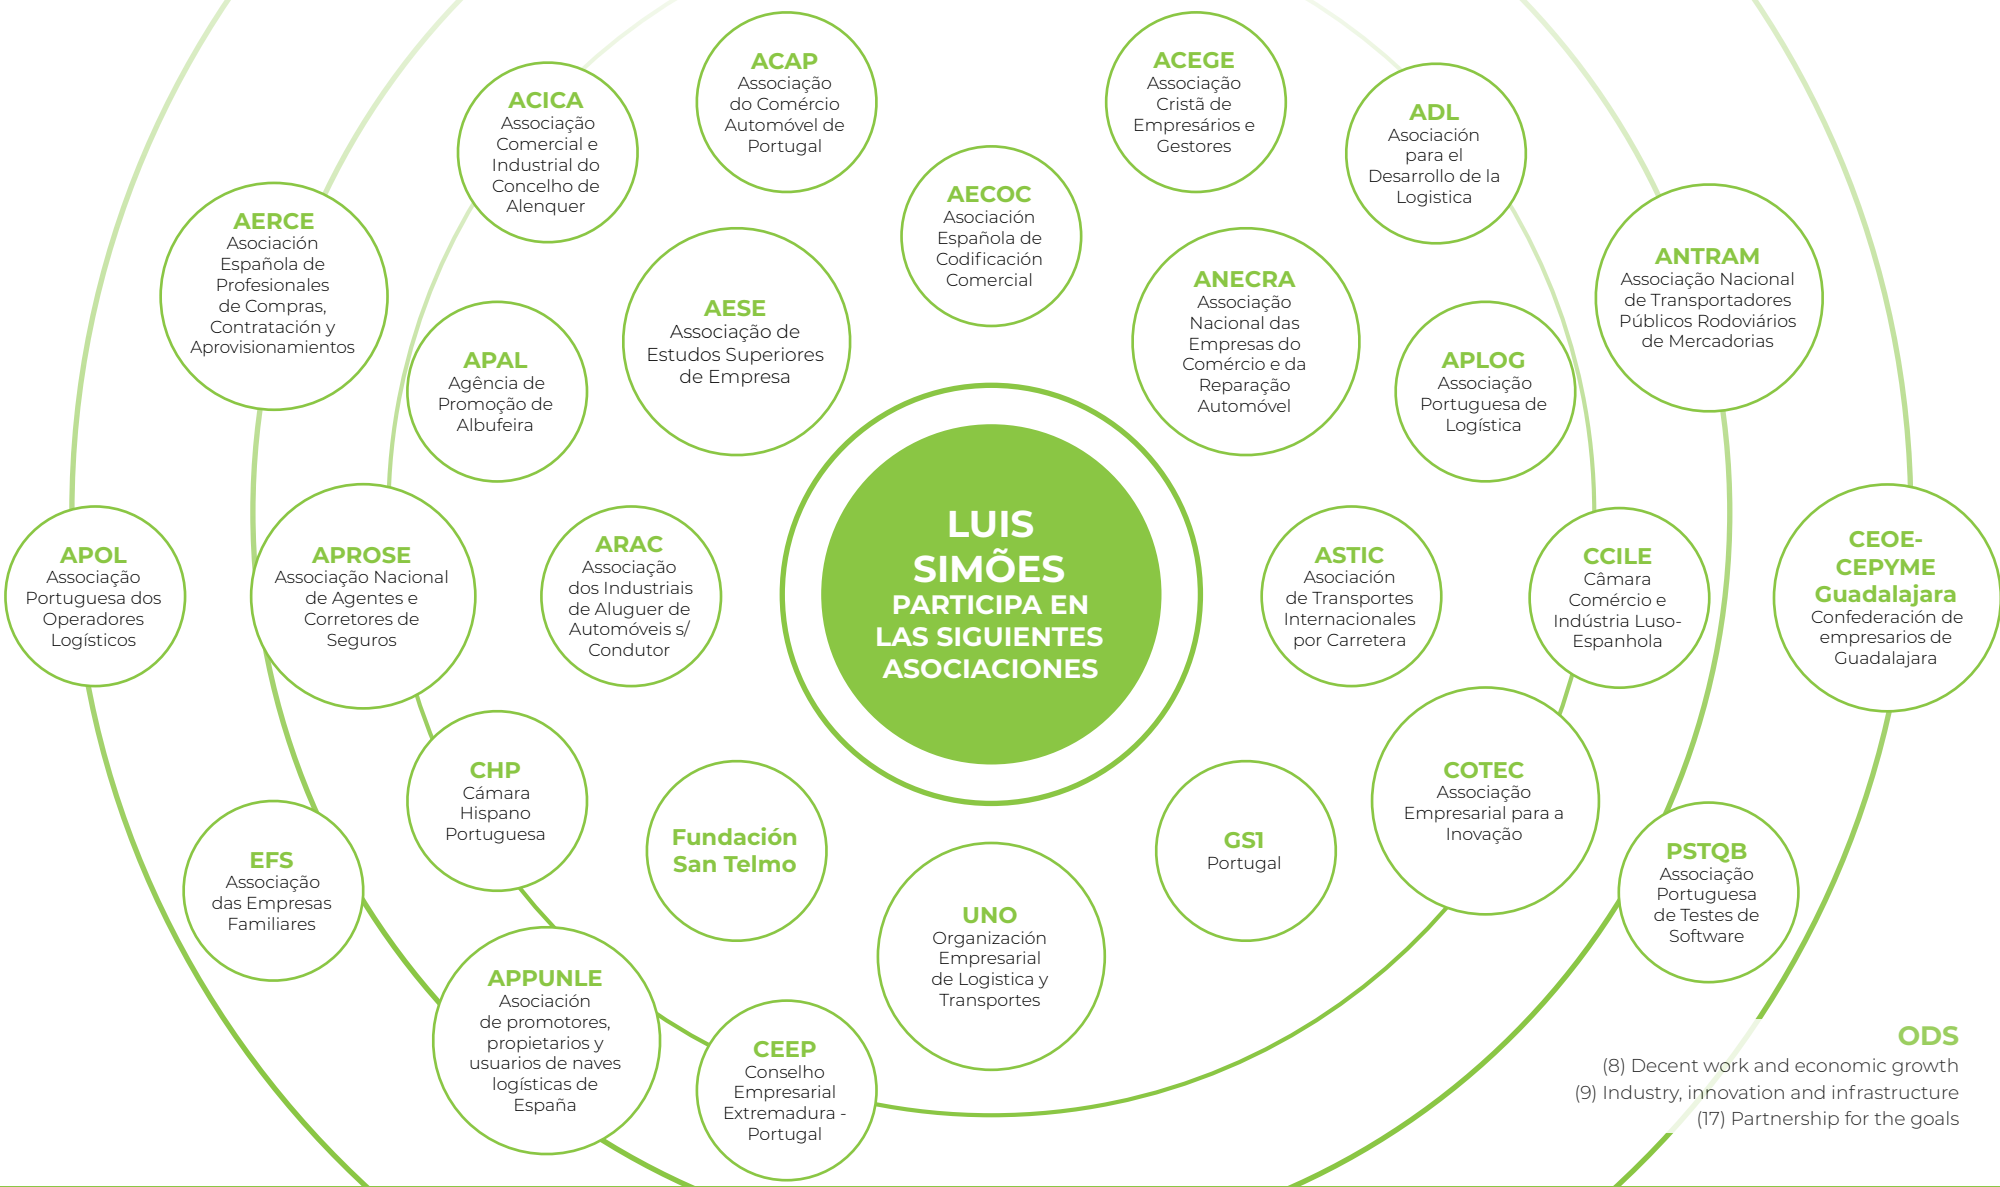 ACAP
Associação
do Comércio
Automóvel de
Portugal
ACEGE
Associação
Cristã de
Empresários e
Gestores
ACICA
Associação
Comercial e
Industrial do
Concelho de
Alenquer
ADL
Asociación
para el
Desarrollo de la
Logistica
AECOC
Asociación
Española de
Codificación
Comercial
AERCE
Asociación
Española de
Profesionales
de Compras,
Contratación y
Aprovisionamientos
AESE
Associação de
Estudos Superiores
de Empresa
ANECRA
Associação
Nacional das
Empresas do
Comércio e da
Reparação
Automóvel
ANTRAM
Associação Nacional
de Transportadores
Públicos Rodoviários
de Mercadorias
APAL
Agência de
Promoção de
Albufeira
APLOG
Associação
Portuguesa de
Logística
LUIS
SIMÕES
PARTICIPA EN
LAS SIGUIENTES
ASOCIACIONES
APOL
Associação
Portuguesa dos
Operadores
Logísticos
APROSE
Associação Nacional
de Agentes e
Corretores de
Seguros
ARAC
Associação
dos Industriais
de Aluguer de
Automóveis s/
Condutor
ASTIC
Asociación
de Transportes
Internacionales
por Carretera
CCILE
Câmara
Comércio e
Indústria Luso-
Espanhola
CEOE-
CEPYME
Guadalajara
Confederación de
empresarios de
Guadalajara
CHP
Cámara
Hispano
Portuguesa
Fundación
San Telmo
GS1
Portugal
COTEC
Associação
Empresarial para a
Inovação
EFS
Associação
das Empresas
Familiares
UNO
Organización
Empresarial
de Logistica y
Transportes
PSTQB
Associação
Portuguesa
de Testes de
Software
APPUNLE
Asociación
de promotores,
propietarios y
usuarios de naves
logísticas de
España
CEEP
Conselho
Empresarial
Extremadura -
Portugal
ODS
(8) Decent work and economic growth
(9) Industry, innovation and infrastructure
(17) Partnership for the goals